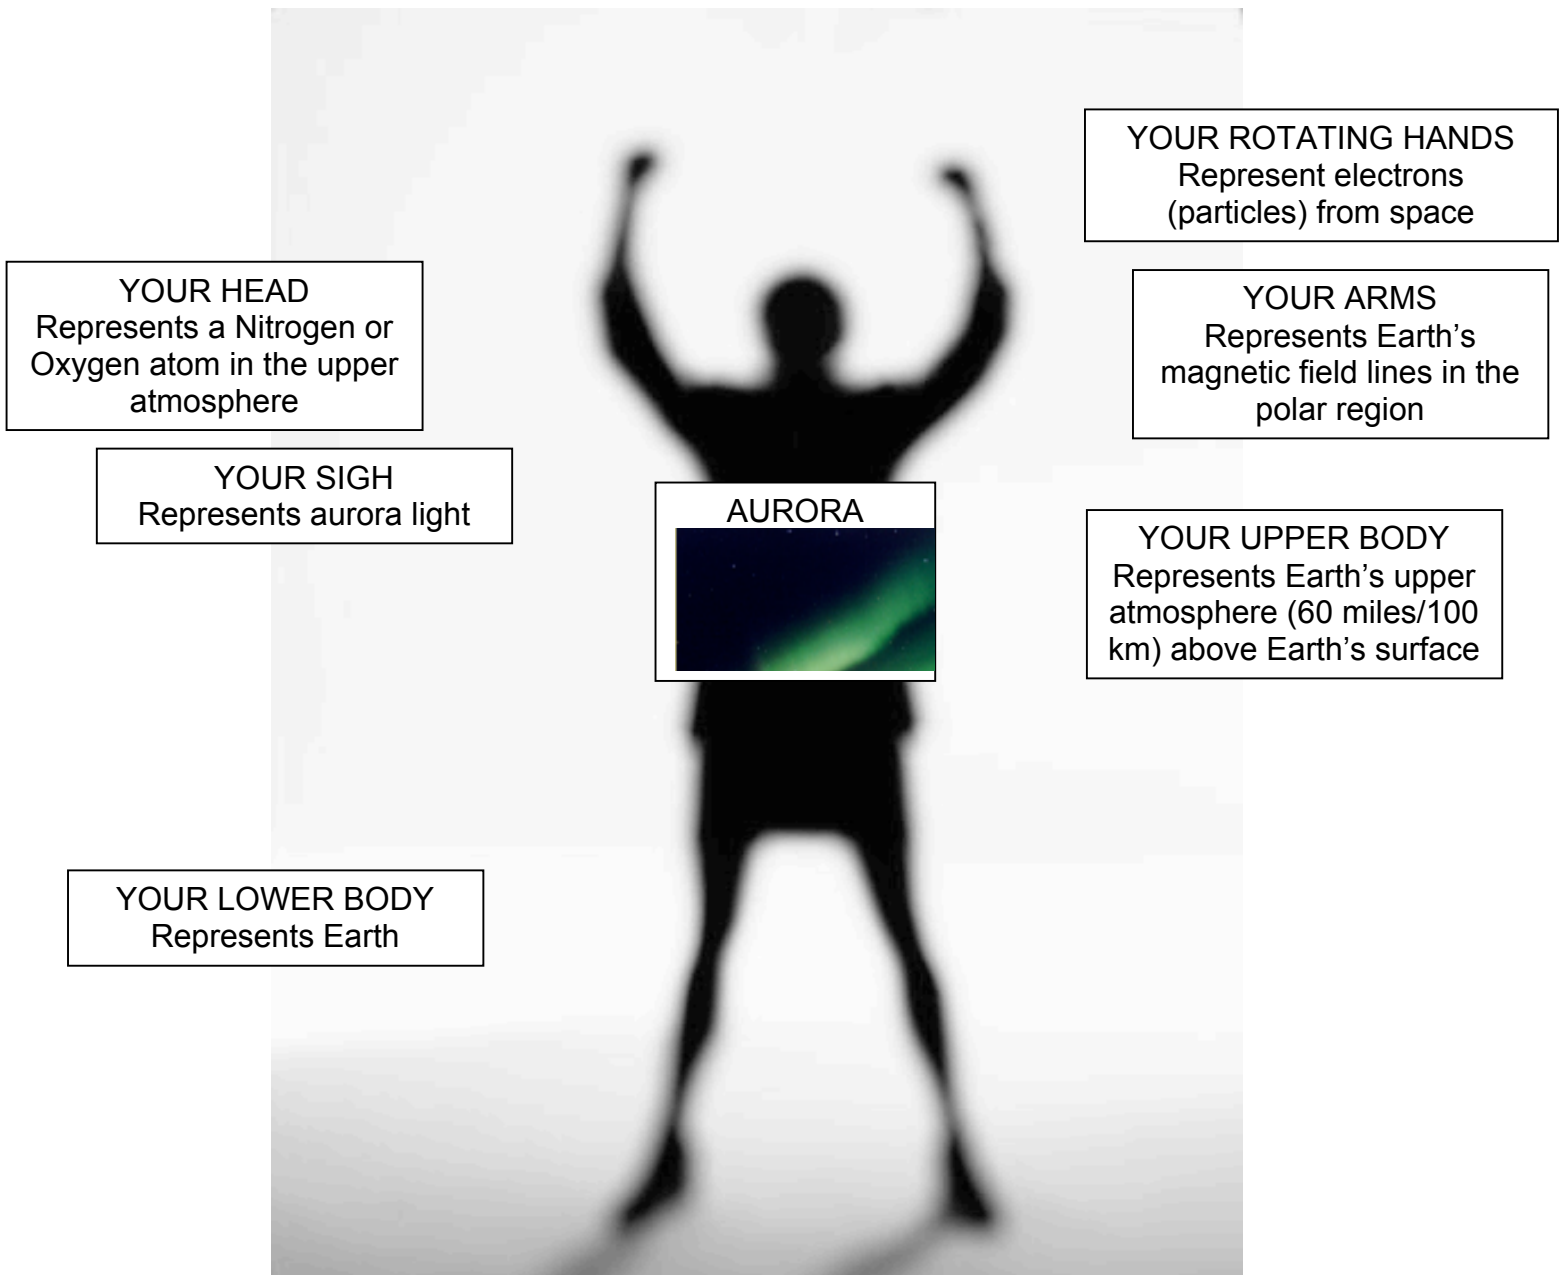 YOUR ROTATING HANDS
Represent electrons
(particles) from space
YOUR HEAD
Represents a Nitrogen or
Oxygen atom in the upper
atmosphere
YOUR ARMS
Represents Earth’s
magnetic field lines in the
polar region
YOUR SIGH
Represents aurora light
AURORA
YOUR UPPER BODY
Represents Earth’s upper
atmosphere (60 miles/100
km) above Earth’s surface
YOUR LOWER BODY
Represents Earth